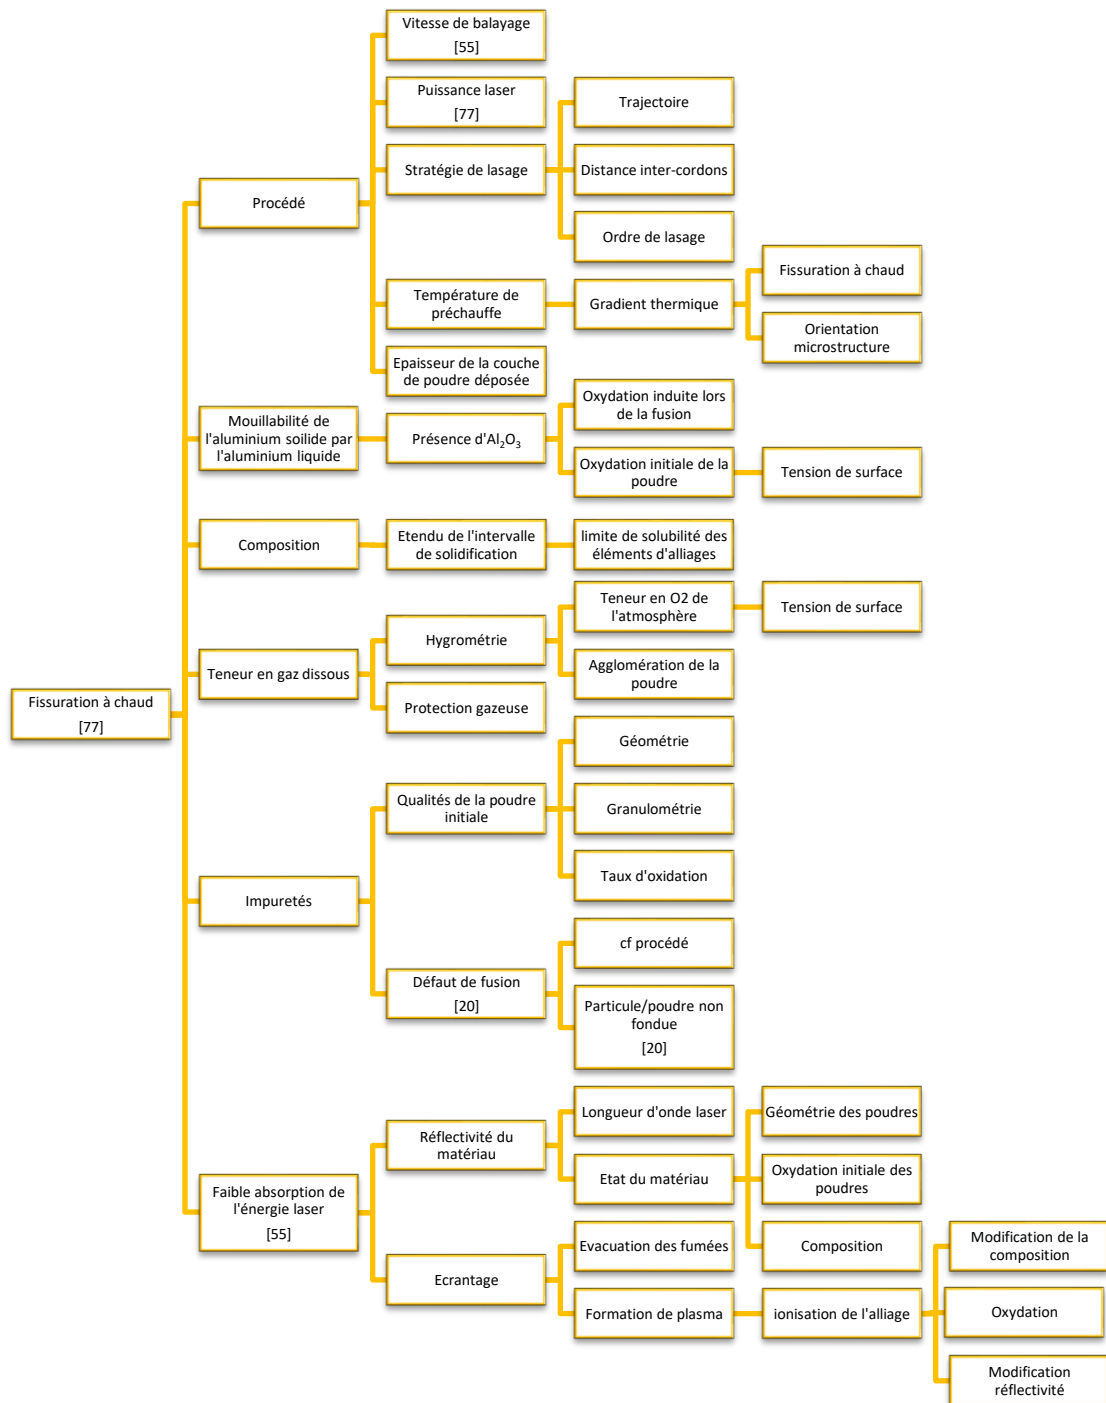 Vitesse de balayage
[55]
Puissance laser
[77]
Trajectoire
Stratégie de lasage
Distance inter-cordons
Procédé
Ordre de lasage
Fissuration à chaud
Température de
préchauffe
Gradient thermique
Orientation
microstructure
Epaisseur de la couche
de poudre déposée
Oxydation induite lors
de la fusion
Mouillabilité de
l'aluminium soilide par
l'aluminium liquide
Présence d'Al₂O₃
Oxydation initiale de la
poudre
Tension de surface
Composition
Etendu de l'intervalle
de solidification
limite de solubilité des
éléments d'alliages
Teneur en O2 de
l'atmosphère
Tension de surface
Hygrométrie
Agglomération de la
poudre
Teneur en gaz dissous
Protection gazeuse
Fissuration à chaud
[77]
Géométrie
Qualités de la poudre
initiale
Granulométrie
Taux d'oxidation
Impuretés
cf procédé
Défaut de fusion
[20]
Particule/poudre non
fondue
[20]
Longueur d'onde laser
Géométrie des poudres
Réflectivité du
matériau
Etat du matériau
Oxydation initiale des
poudres
Faible absorption de
l'énergie laser
[55]
Evacuation des fumées
Composition
Modification de la
composition
Ecrantage
Formation de plasma
ionisation de l'alliage
Oxydation
Modification
réflectivité